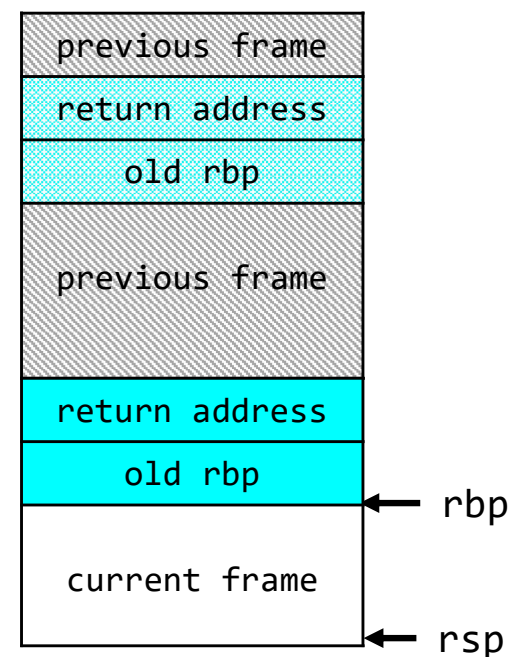 previous frame
return address
old rbp
previous frame
return address
old rbp
rbp
current frame
rsp